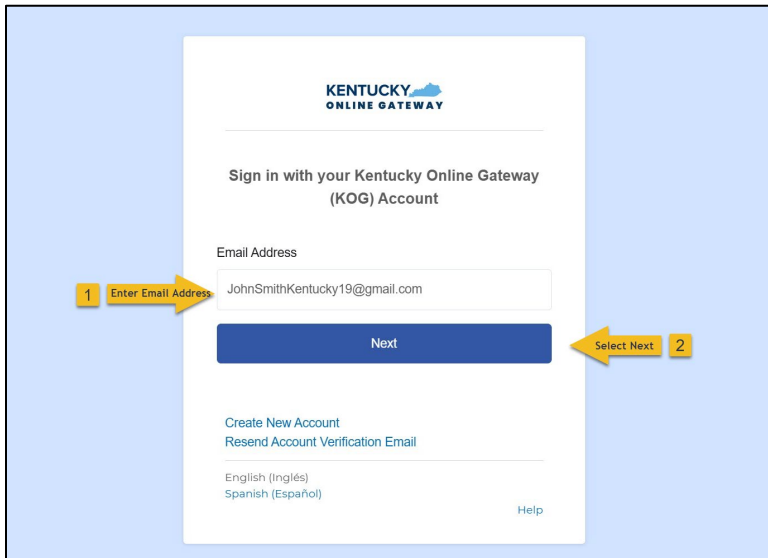 KENTUCKY
ONLINE GATEWAY
Sign in with your Kentucky Online Gateway
(KOG) Account
Email Address
1 Enter Email Address
JohnSmithKentucky19@gmail.com
Next
Select Next 2
Create New Account
Resend Account Verification Email
English (Inglés)
Spanish (Español)
Help